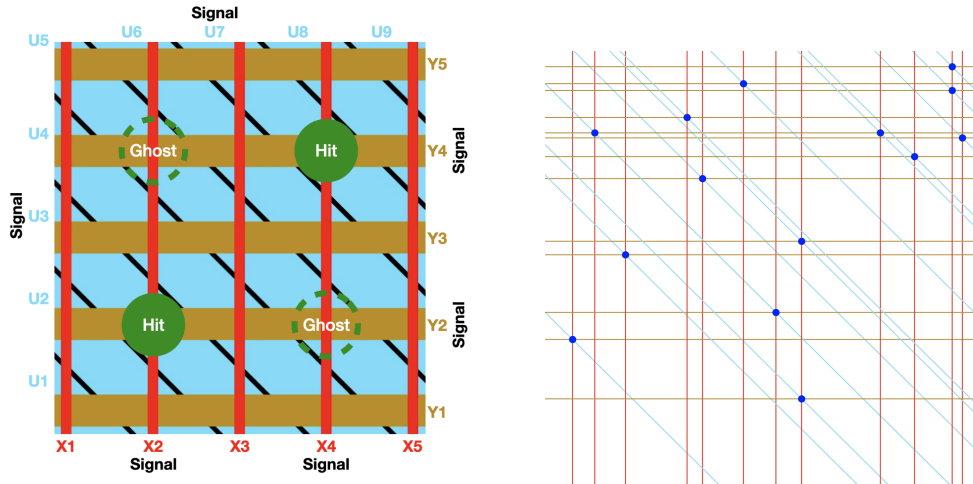 Signal
U5 U6 U7 U8 U9
Y5
U4
Ghost Hit Y4 Signal
Signal
U3
Y3
U2
Hit Ghost Y2 Signal
U1
Y1
X1 X2 X3 X4 X5
Signal Signal